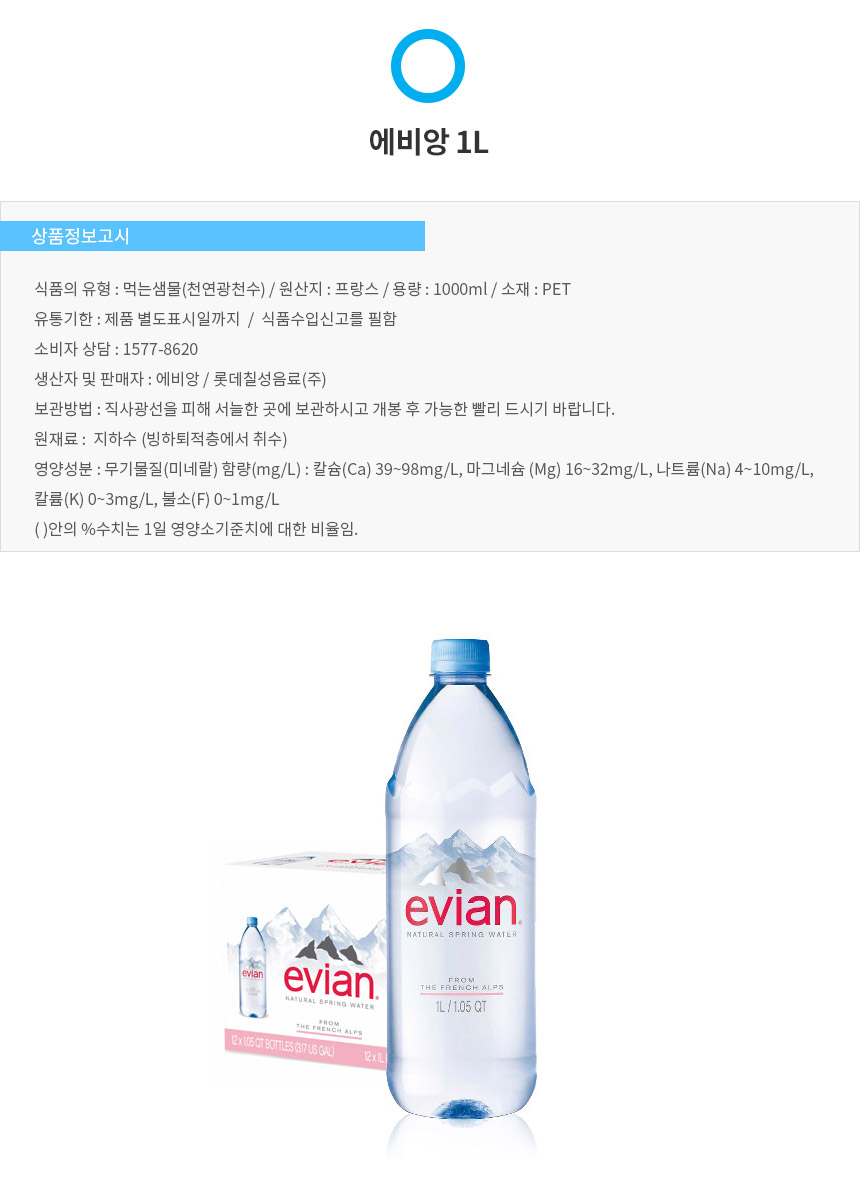 에비앙 1L
상품정보고시
식품의 유형 : 먹는샘물(천연광천수) / 원산지 : 프랑스 / 용량 : 1000ml / 소재 : PET
유통기한 : 제품 별도표시일까지 / 식품수입신고를 필함
소비자 상담 : 1577-8620
생산자 및 판매자 : 에비앙 / 롯데칠성음료(주)
보관방법 : 직사광선을 피해 서늘한 곳에 보관하시고 개봉 후 가능한 빨리 드시기 바랍니다.
원재료 : 지하수 (빙하퇴적층에서 취수)
영양성분 : 무기물질(미네랄) 함량(mg/L) : 칼슘(Ca) 39~98mg/L, 마그네슘 (Mg) 16~32mg/L, 나트륨(Na) 4~10mg/L,
칼륨(K) 0~3mg/L, 불소(F) 0~1mg/L
( )안의 %수치는 1일 영양소기준치에 대한 비율임.
evian®
NATURAL SPRING WATER
FROM
THE FRENCH ALPS
1L / 1.05 QT
evian
evian®
NATURAL SPRING WATER
FROM
THE FRENCH ALPS
12 x 1.05 QT BOTTLES (3.17 US GAL)
12 x 1L